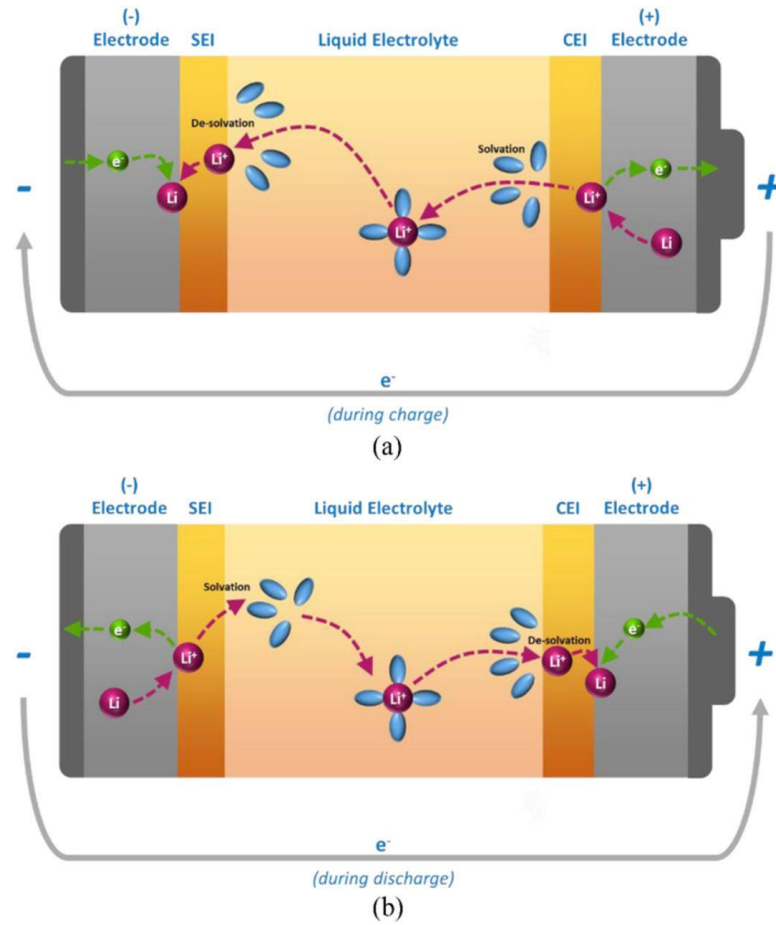 (-)
Electrode
SEI
Liquid Electrolyte
CEI
(+)
Electrode
De-solvation
Solvation
e-
Li+
Li
Li+
Li+
e-
Li
-
+
e-
(during charge)
(a)
(-)
Electrode
SEI
Liquid Electrolyte
CEI
(+)
Electrode
Solvation
De-solvation
e-
Li+
Li
Li+
Li+
Li
e-
-
+
e-
(during discharge)
(b)